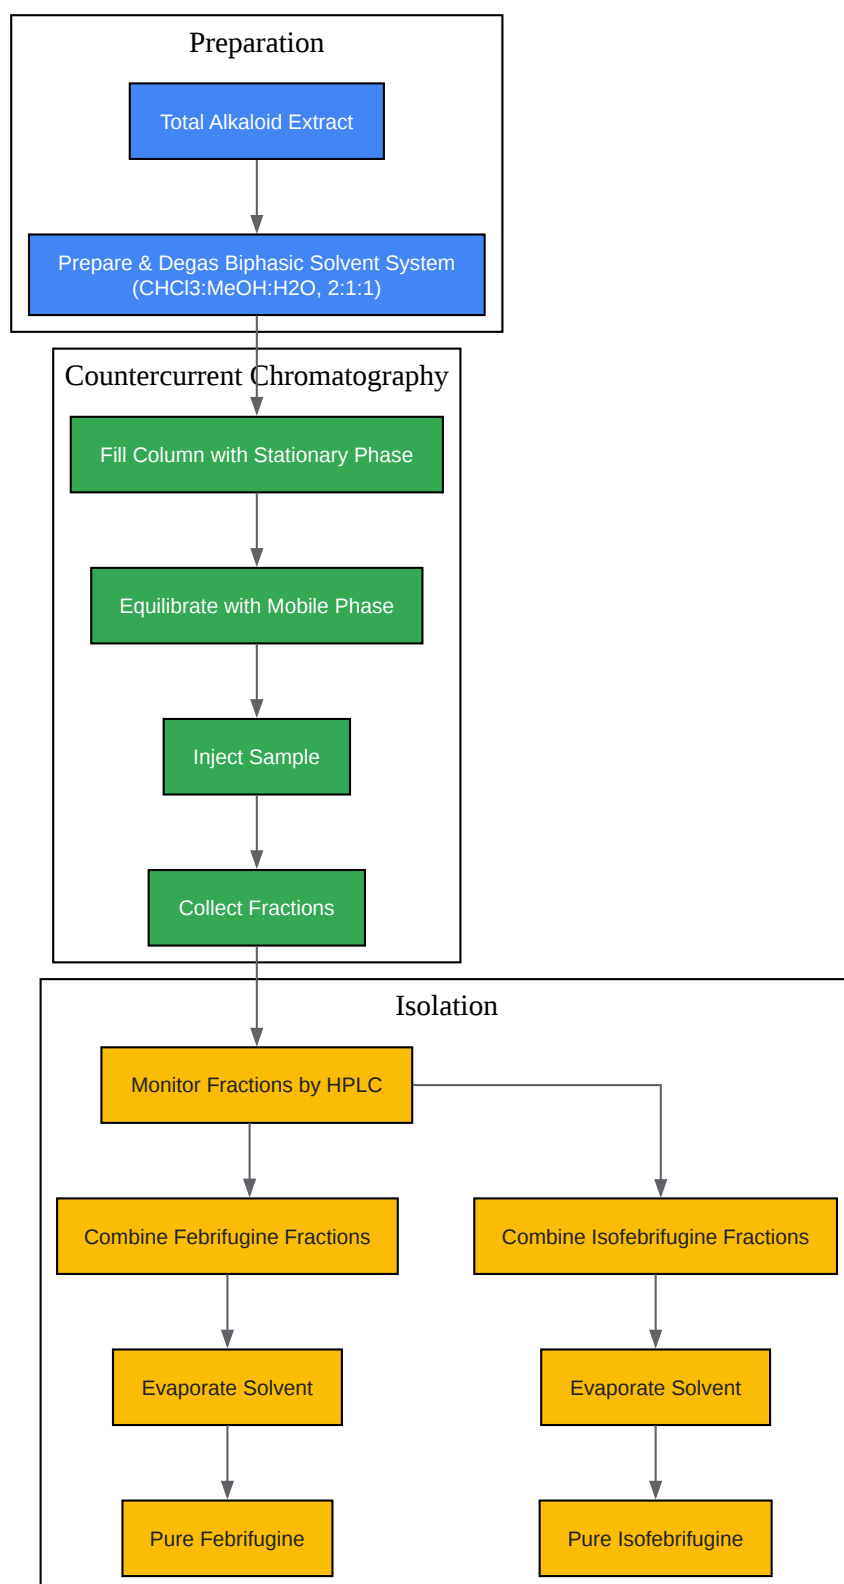 Preparation
Total Alkaloid Extract
Prepare & Degas Biphasic Solvent System
(CHCl3:MeOH:H2O, 2:1:1)
Countercurrent Chromatography
Fill Column with Stationary Phase
Equilibrate with Mobile Phase
Inject Sample
Collect Fractions
Isolation
Monitor Fractions by HPLC
Combine Febrifugine Fractions
Combine Isofebrifugine Fractions
Evaporate Solvent
Evaporate Solvent
Pure Febrifugine
Pure Isofebrifugine